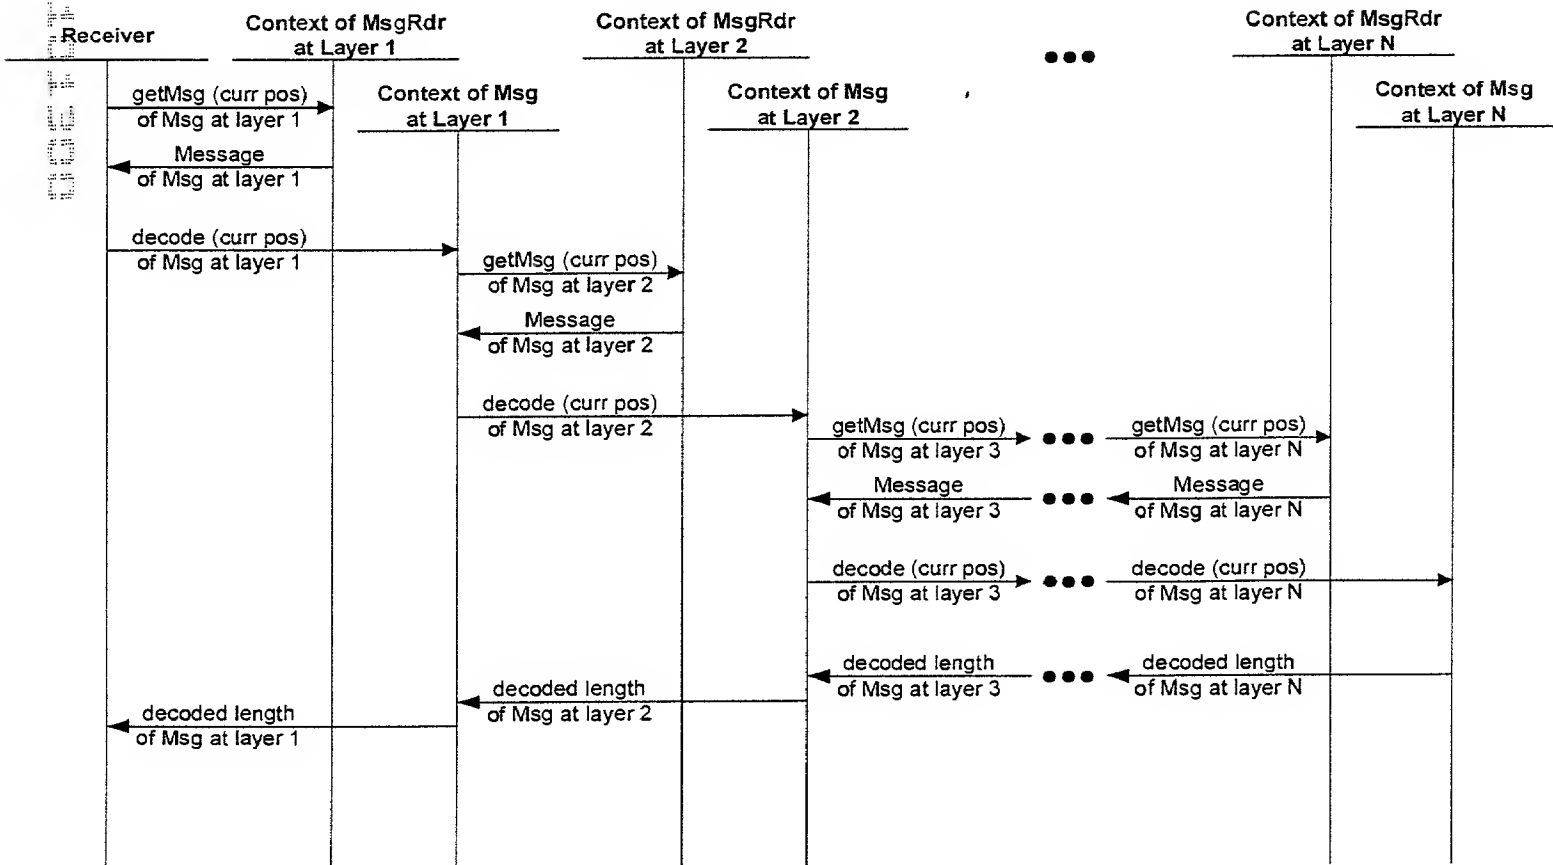 Receiver
Context of MsgRdr
at Layer 1
Context of MsgRdr
at Layer 2
Context of MsgRdr
at Layer N
Context of Msg
at Layer 1
Context of Msg
at Layer 2
Context of Msg
at Layer N
getMsg (curr pos)
of Msg at layer 1
Message
of Msg at layer 1
decode (curr pos)
of Msg at layer 1
getMsg (curr pos)
of Msg at layer 2
Message
of Msg at layer 2
decode (curr pos)
of Msg at layer 2
getMsg (curr pos)
of Msg at layer 3
getMsg (curr pos)
of Msg at layer N
Message
of Msg at layer 3
Message
of Msg at layer N
decode (curr pos)
of Msg at layer 3
decode (curr pos)
of Msg at layer N
decoded length
of Msg at layer 3
decoded length
of Msg at layer N
decoded length
of Msg at layer 2
decoded length
of Msg at layer 1